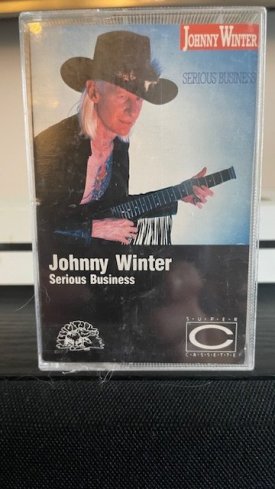 JOHNNY WINTER
SERIOUS BUSINESS
Johnny Winter
Serious Business
SUPER
C
CASSETTE